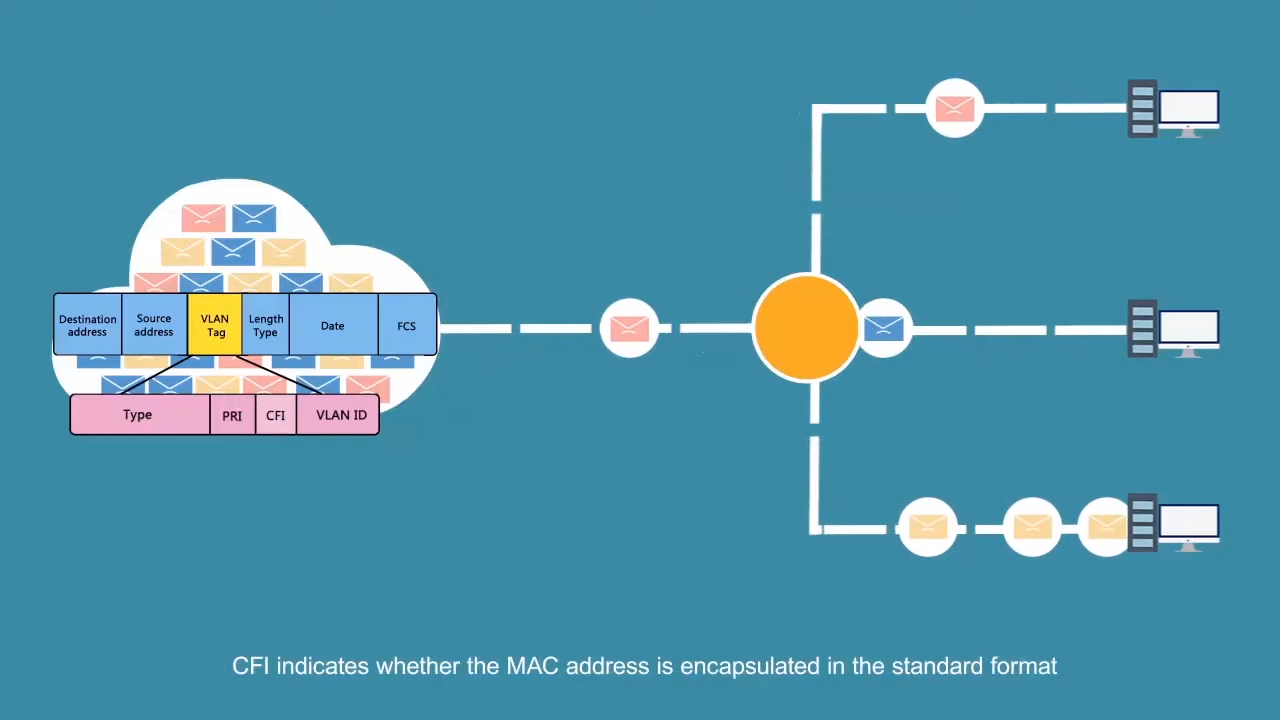 Destination
address
Source
address
VLAN
Tag
Length
Type
Date
FCS
Type
PRI
CFI
VLAN ID
CFI indicates whether the MAC address is encapsulated in the standard format